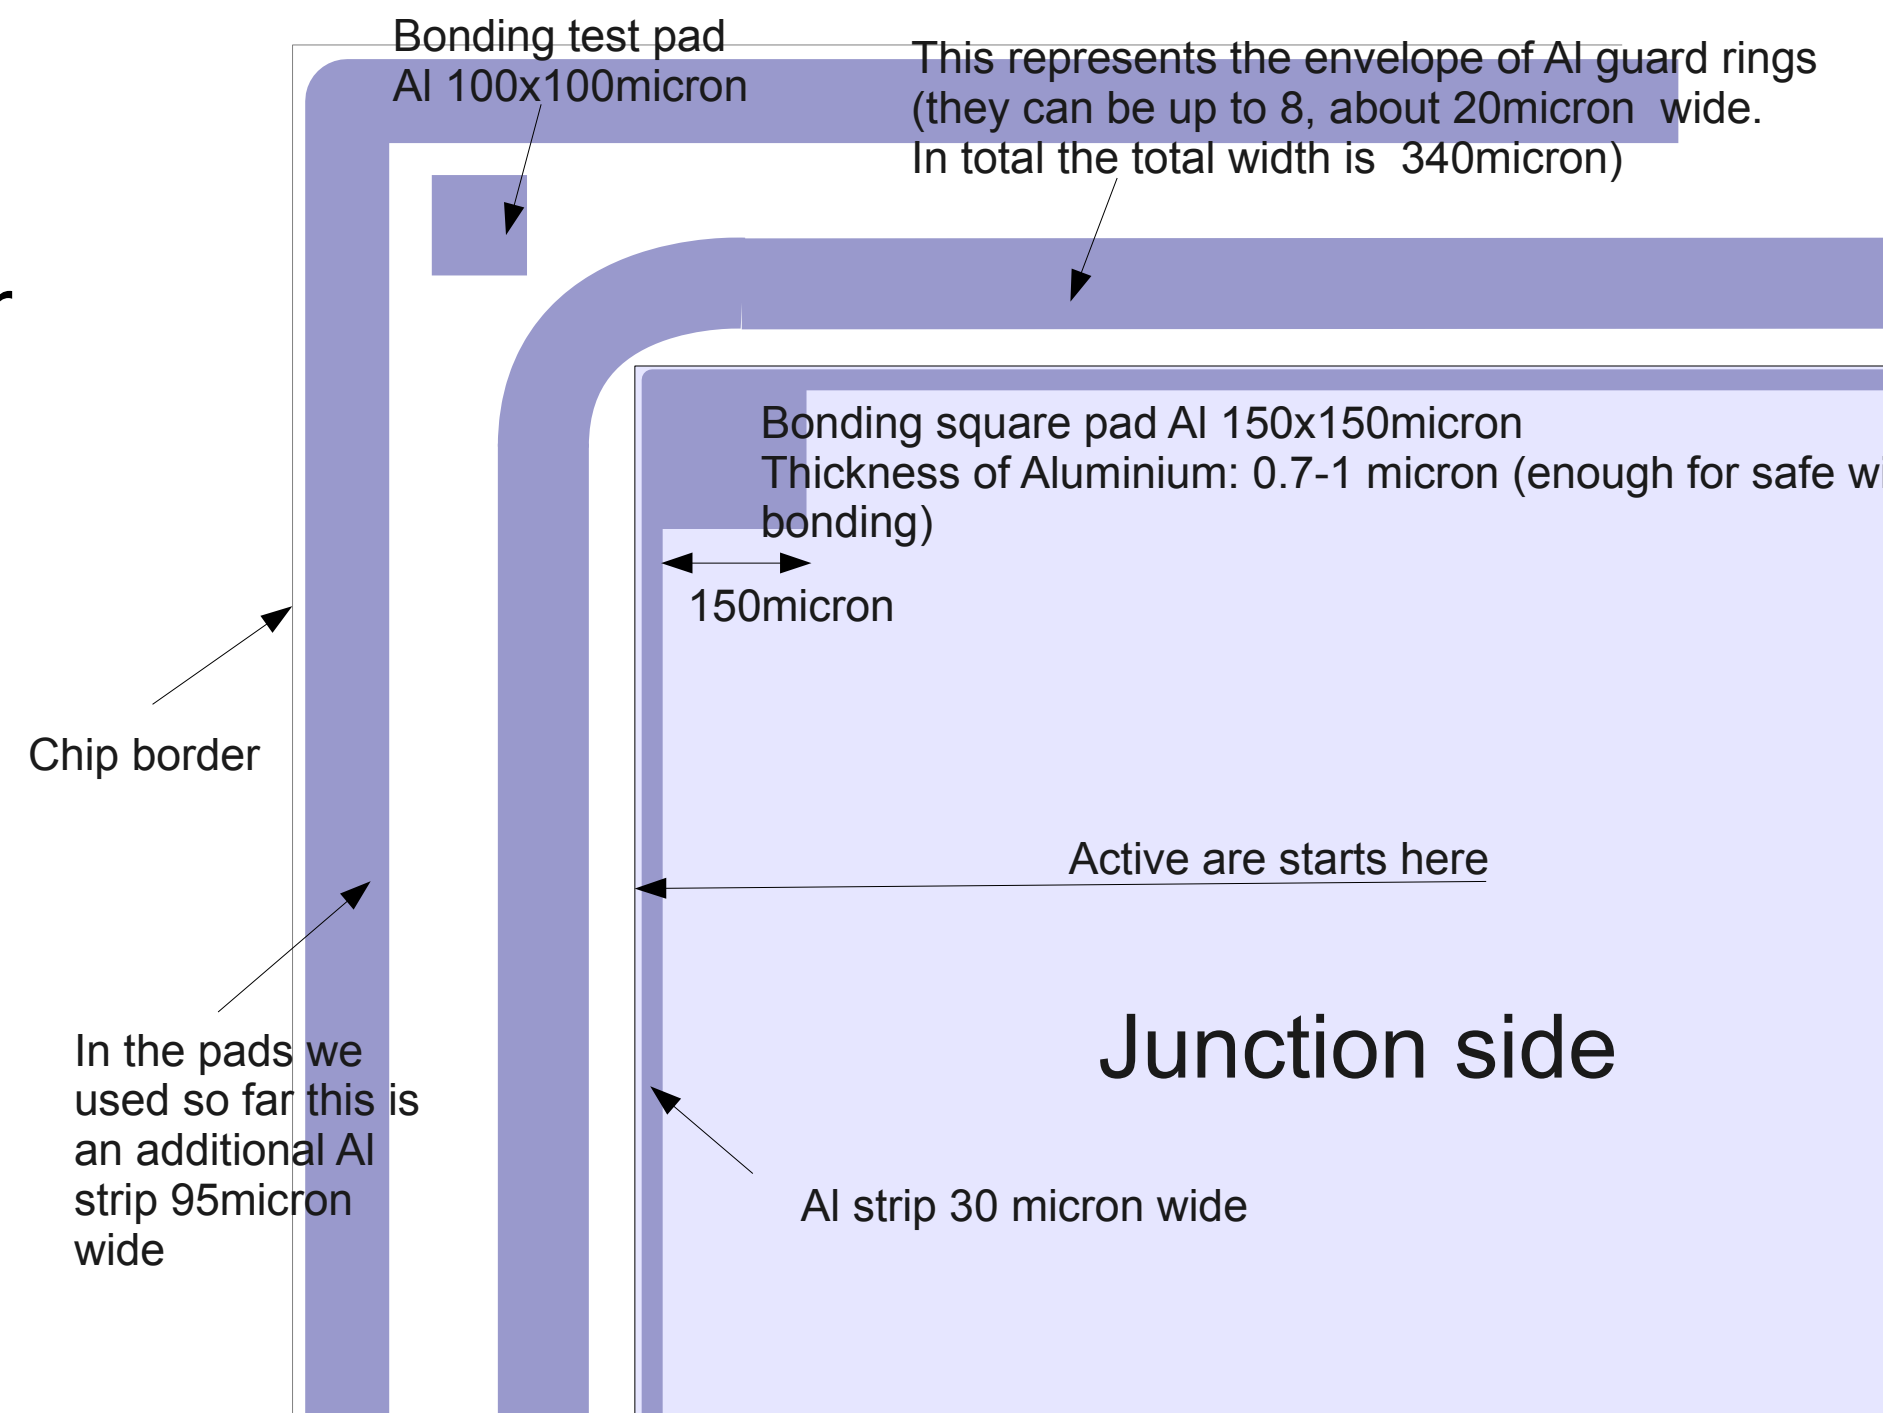 Bonding test pad
Al 100x100micron
This represents the envelope of Al guard rings
(they can be up to 8, about 20micron  wide.
In total the total width is  340micron)
r
Bonding square pad Al 150x150micron
Thickness of Aluminium: 0.7-1 micron (enough for safe wi
bonding)
150micron
Chip border
Active are starts here
Junction side
In the pads we
used so far this is
an additional Al
strip 95micron
wide
Al strip 30 micron wide